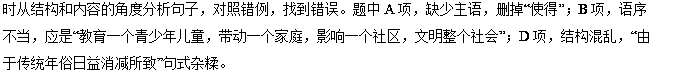 时从结构和内容的角度分析句子，对照错例，找到错误。题中 A 项，缺少主语，删掉“使得”；B 项，语序
不当，应是“教育一个青少年儿童，带动一个家庭，影响一个社区，文明整个社会”；D 项，结构混乱，“由
于传统年俗日益消减所致”句式杂糅。